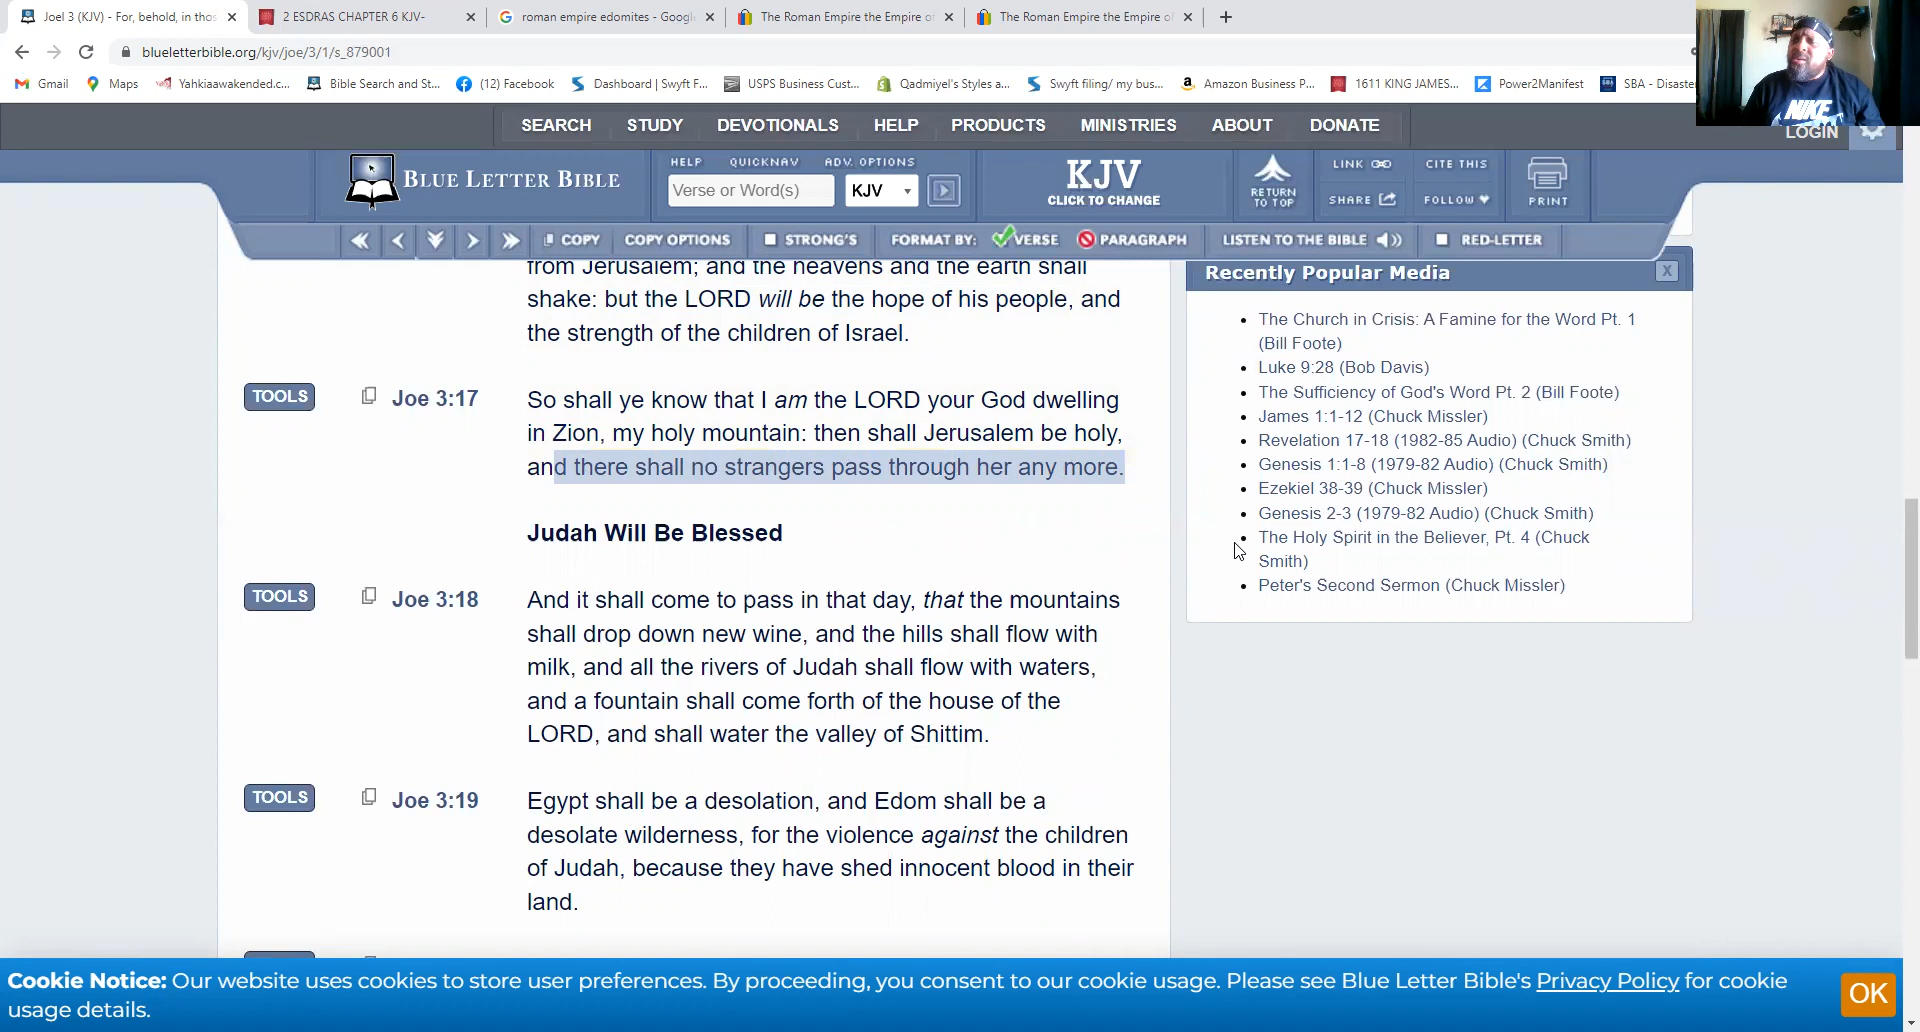 Joel 3 (KJV) - For, behold, in thos
2 ESDRAS CHAPTER 6 KJV-
roman empire edomites - Googl
The Roman Empire the Empire of
The Roman Empire the Empire of
blueletterbible.org/kjv/joe/3/1/s_879001
Gmail Maps Yahkiaawakended.c... Bible Search and St... (12) Facebook Dashboard | Swyft F... USPS Business Cust... Qadmiyel's Styles a... Swyft filing/ my bus... Amazon Business P... 1611 KING JAMES... Power2Manifest SBA - Disaste
NIKE
SEARCH STUDY DEVOTIONALS HELP PRODUCTS MINISTRIES ABOUT DONATE LOGIN
BLUE LETTER BIBLE
HELP QUICKNAV ADV. OPTIONS
Verse or Word(s) KJV
KJV
CLICK TO CHANGE
RETURN
TO TOP
LINK CITE THIS
SHARE FOLLOW
PRINT
COPY COPY OPTIONS STRONG'S FORMAT BY: VERSE PARAGRAPH LISTEN TO THE BIBLE RED-LETTER
from Jerusalem; and the heavens and the earth shall
shake: but the LORD will be the hope of his people, and
the strength of the children of Israel.
TOOLS Joe 3:17 So shall ye know that I am the LORD your God dwelling
in Zion, my holy mountain: then shall Jerusalem be holy,
and there shall no strangers pass through her any more.
Judah Will Be Blessed
TOOLS Joe 3:18 And it shall come to pass in that day, that the mountains
shall drop down new wine, and the hills shall flow with
milk, and all the rivers of Judah shall flow with waters,
and a fountain shall come forth of the house of the
LORD, and shall water the valley of Shittim.
TOOLS Joe 3:19 Egypt shall be a desolation, and Edom shall be a
desolate wilderness, for the violence against the children
of Judah, because they have shed innocent blood in their
land.
Recently Popular Media X
The Church in Crisis: A Famine for the Word Pt. 1
(Bill Foote)
Luke 9:28 (Bob Davis)
The Sufficiency of God's Word Pt. 2 (Bill Foote)
James 1:1-12 (Chuck Missler)
Revelation 17-18 (1982-85 Audio) (Chuck Smith)
Genesis 1:1-8 (1979-82 Audio) (Chuck Smith)
Ezekiel 38-39 (Chuck Missler)
Genesis 2-3 (1979-82 Audio) (Chuck Smith)
The Holy Spirit in the Believer, Pt. 4 (Chuck
Smith)
Peter's Second Sermon (Chuck Missler)
Cookie Notice: Our website uses cookies to store user preferences. By proceeding, you consent to our cookie usage. Please see Blue Letter Bible's Privacy Policy for cookie
usage details.
OK